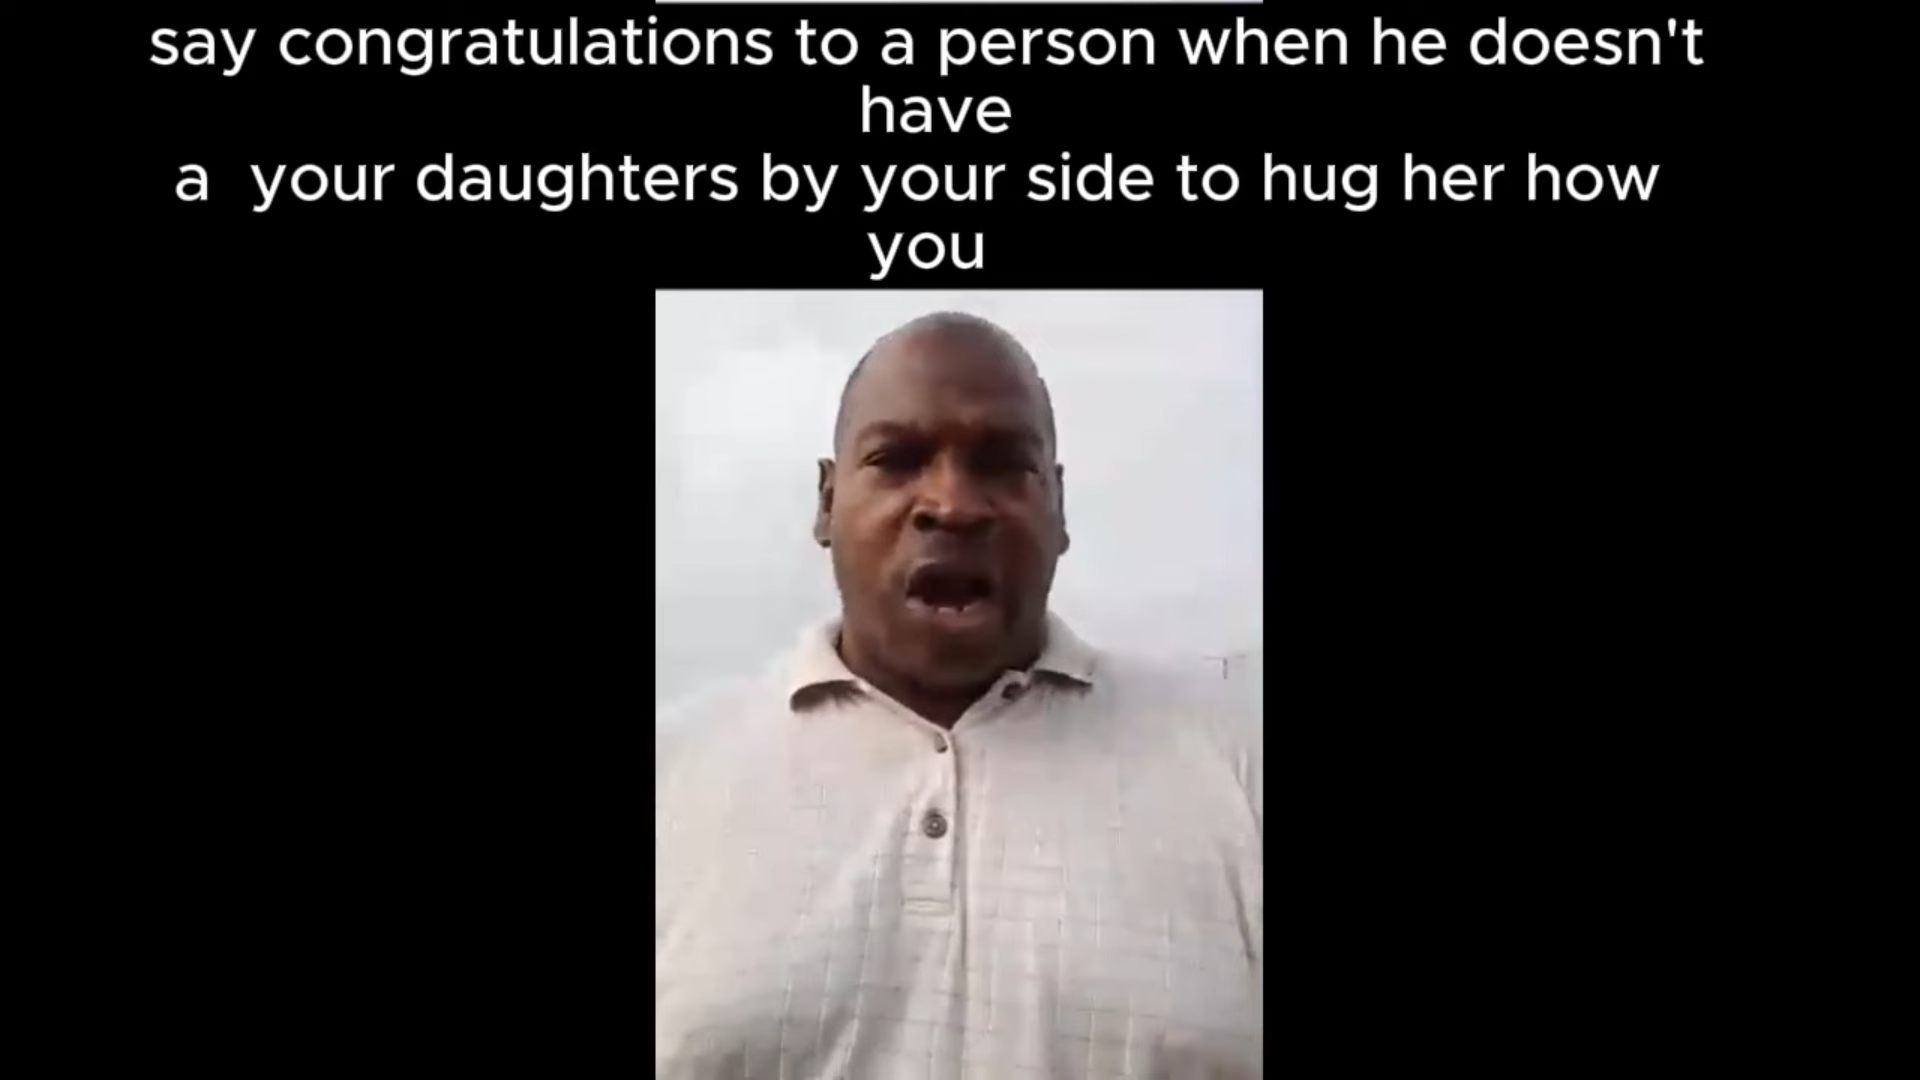 say congratulations to a person when he doesn't
have
a your daughters by your side to hug her how
you